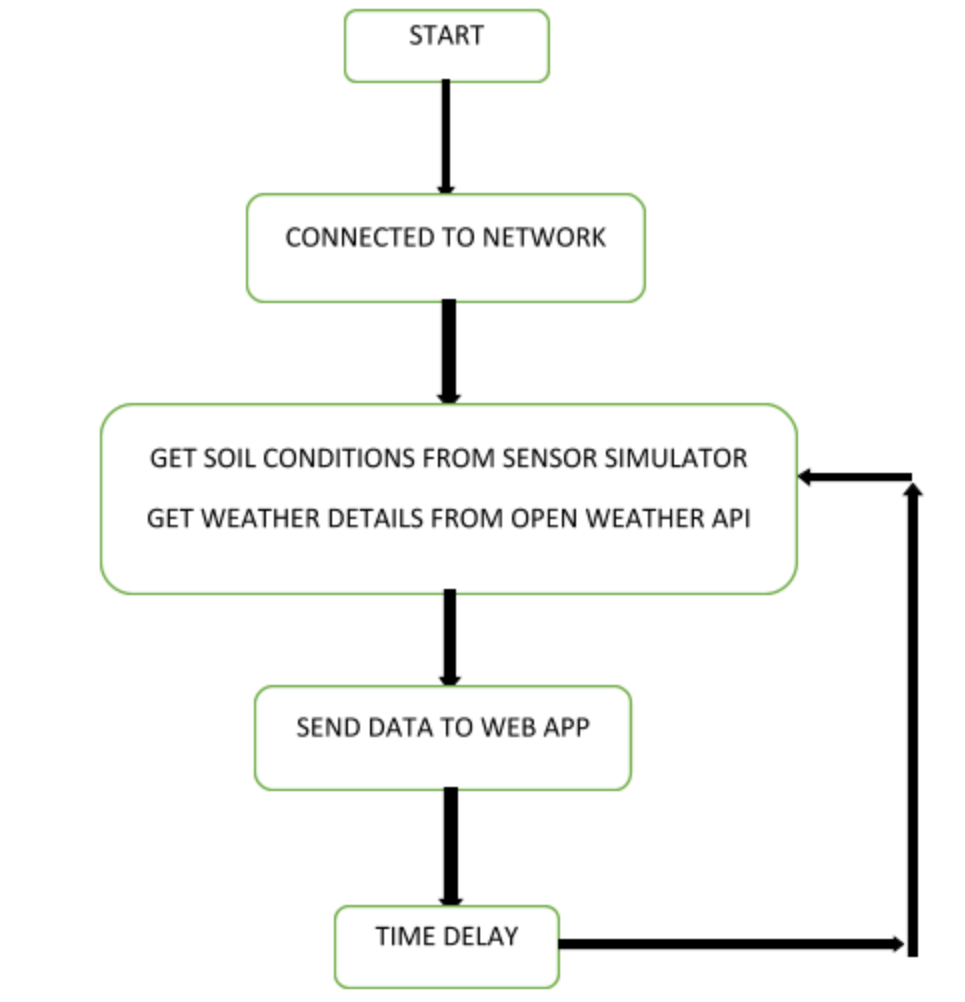 START
CONNECTED TO NETWORK
GET SOIL CONDITIONS FROM SENSOR SIMULATOR
GET WEATHER DETAILS FROM OPEN WEATHER API
SEND DATA TO WEB APP
TIME DELAY